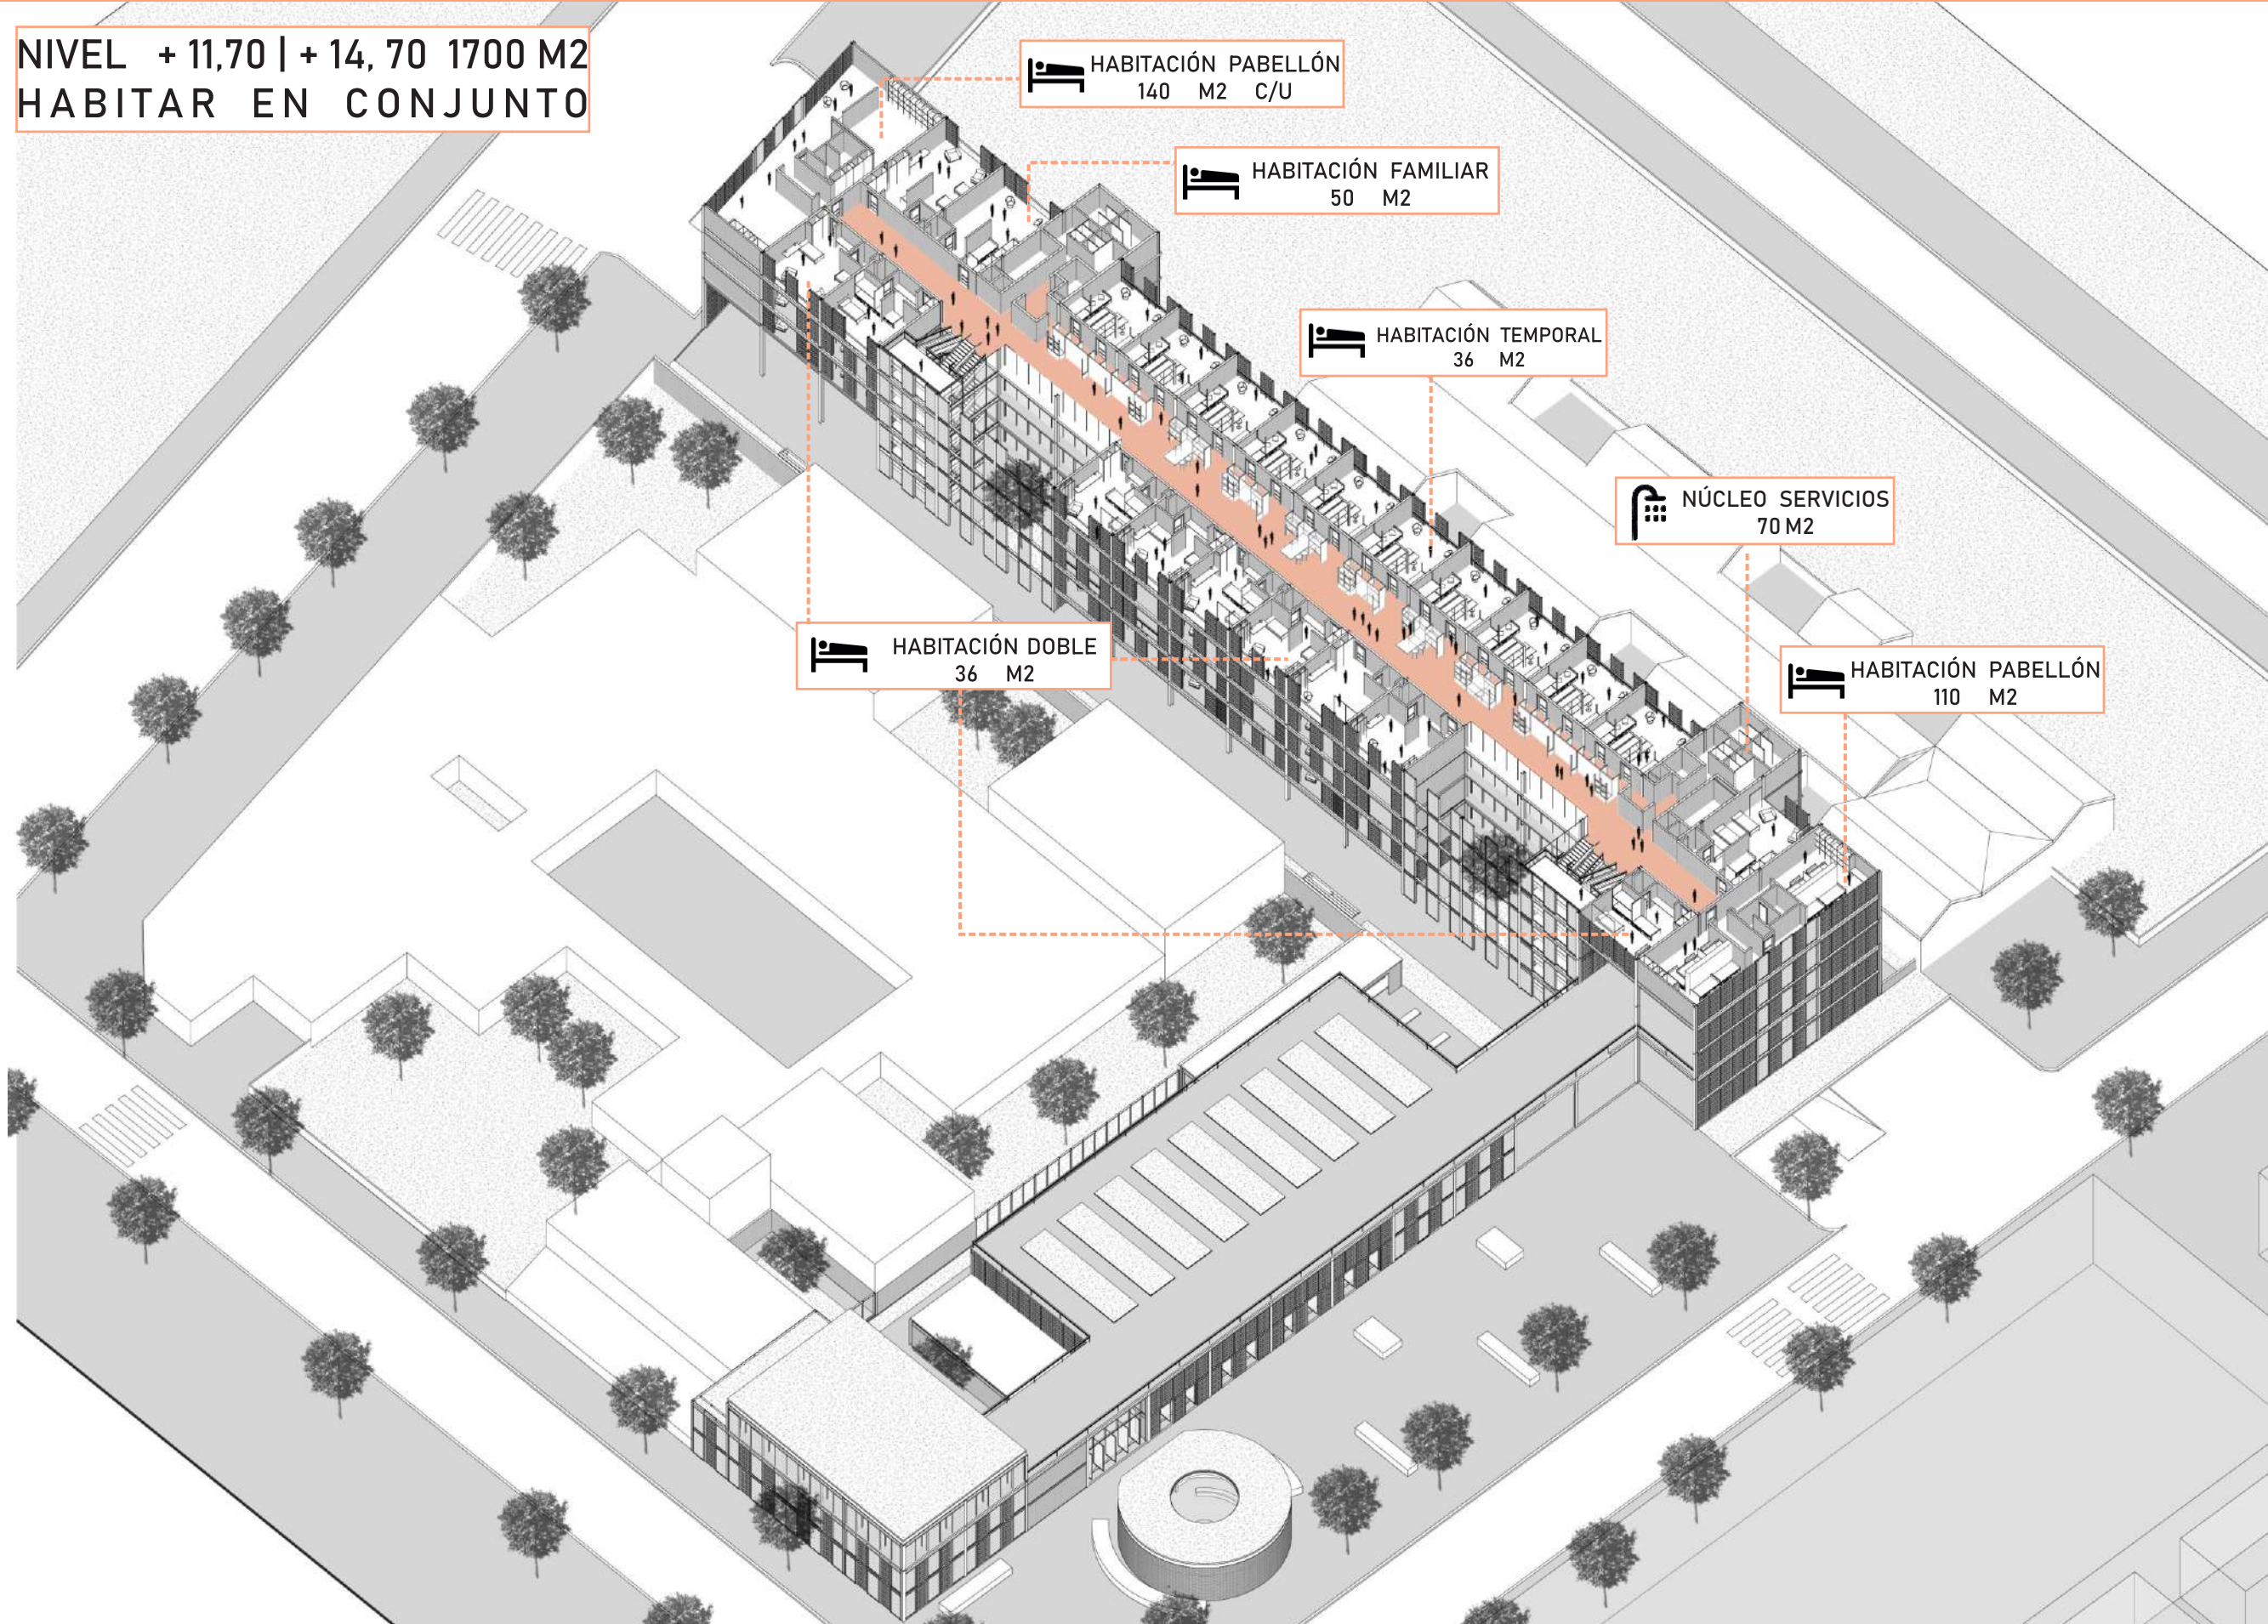 NIVEL + 11,70 | + 14, 70 1700 M2
HABITAR EN CONJUNTO
HABITACIÓN PABELLÓN
140 M2 C/U
HABITACIÓN FAMILIAR
50 M2
HABITACIÓN TEMPORAL
36 M2
NÚCLEO SERVICIOS
70 M2
HABITACIÓN DOBLE
36 M2
HABITACIÓN PABELLÓN
110 M2